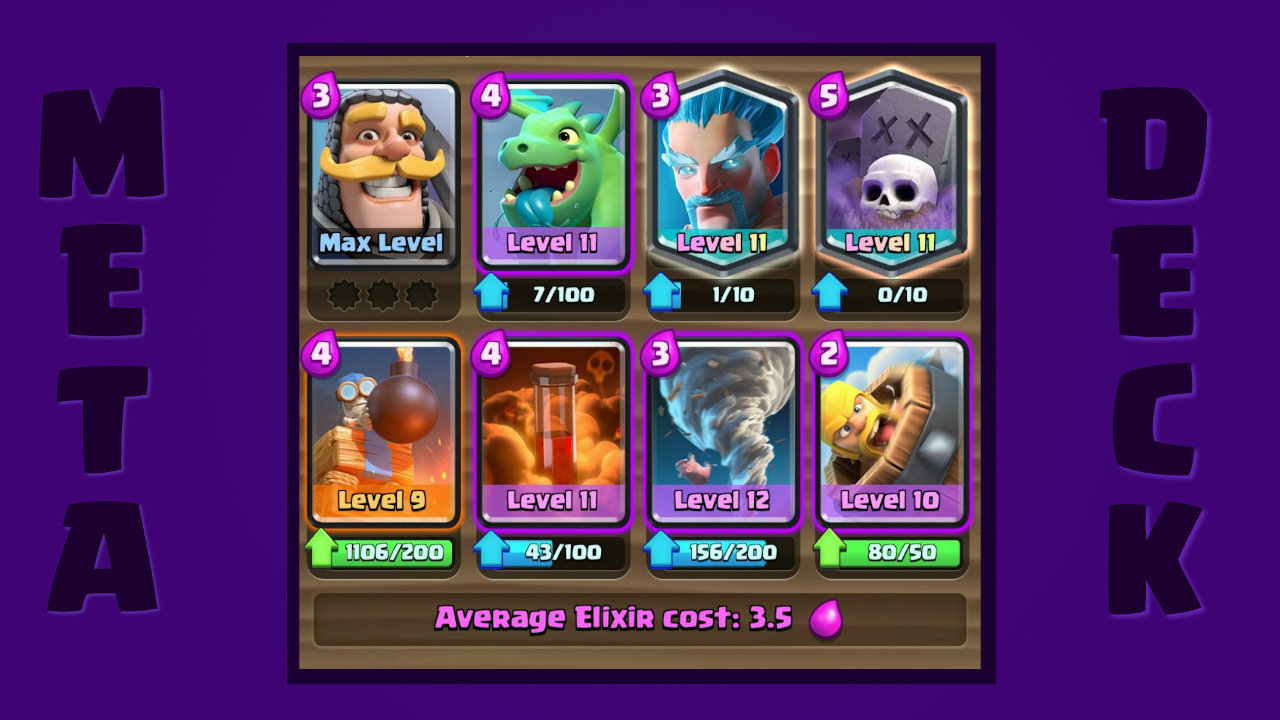 META
DECK
3 4 3 5
Max Level Level 11 Level 11 Level 11
7/100 1/10 0/10
4 4 3 2
Level 9 Level 11 Level 12 Level 10
1106/200 43/100 156/200 80/50
Average Elixir cost: 3.5